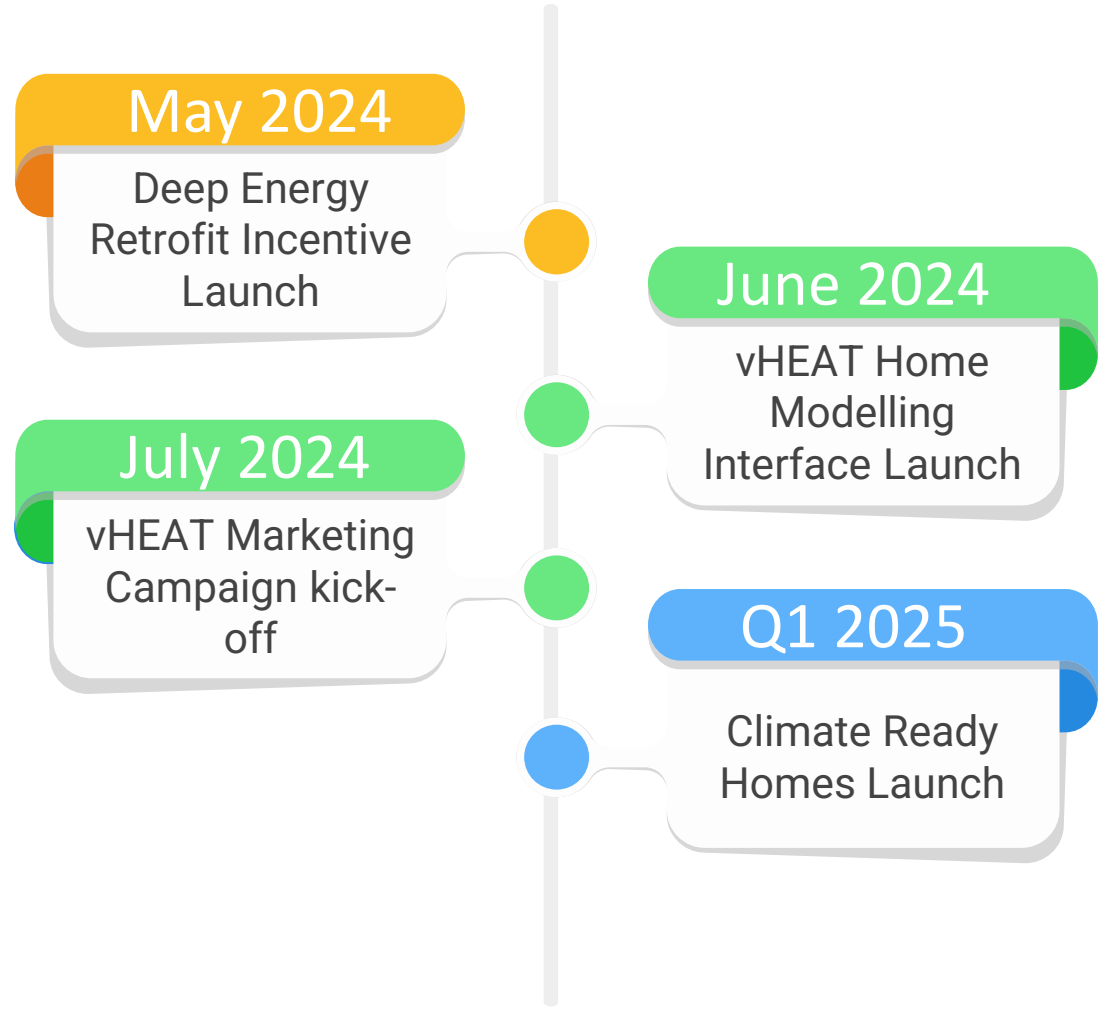 May 2024
Deep Energy
Retrofit Incentive
Launch
June 2024
vHEAT Home
Modelling
Interface Launch
July 2024
vHEAT Marketing
Campaign kick-
off
Q1 2025
Climate Ready
Homes Launch